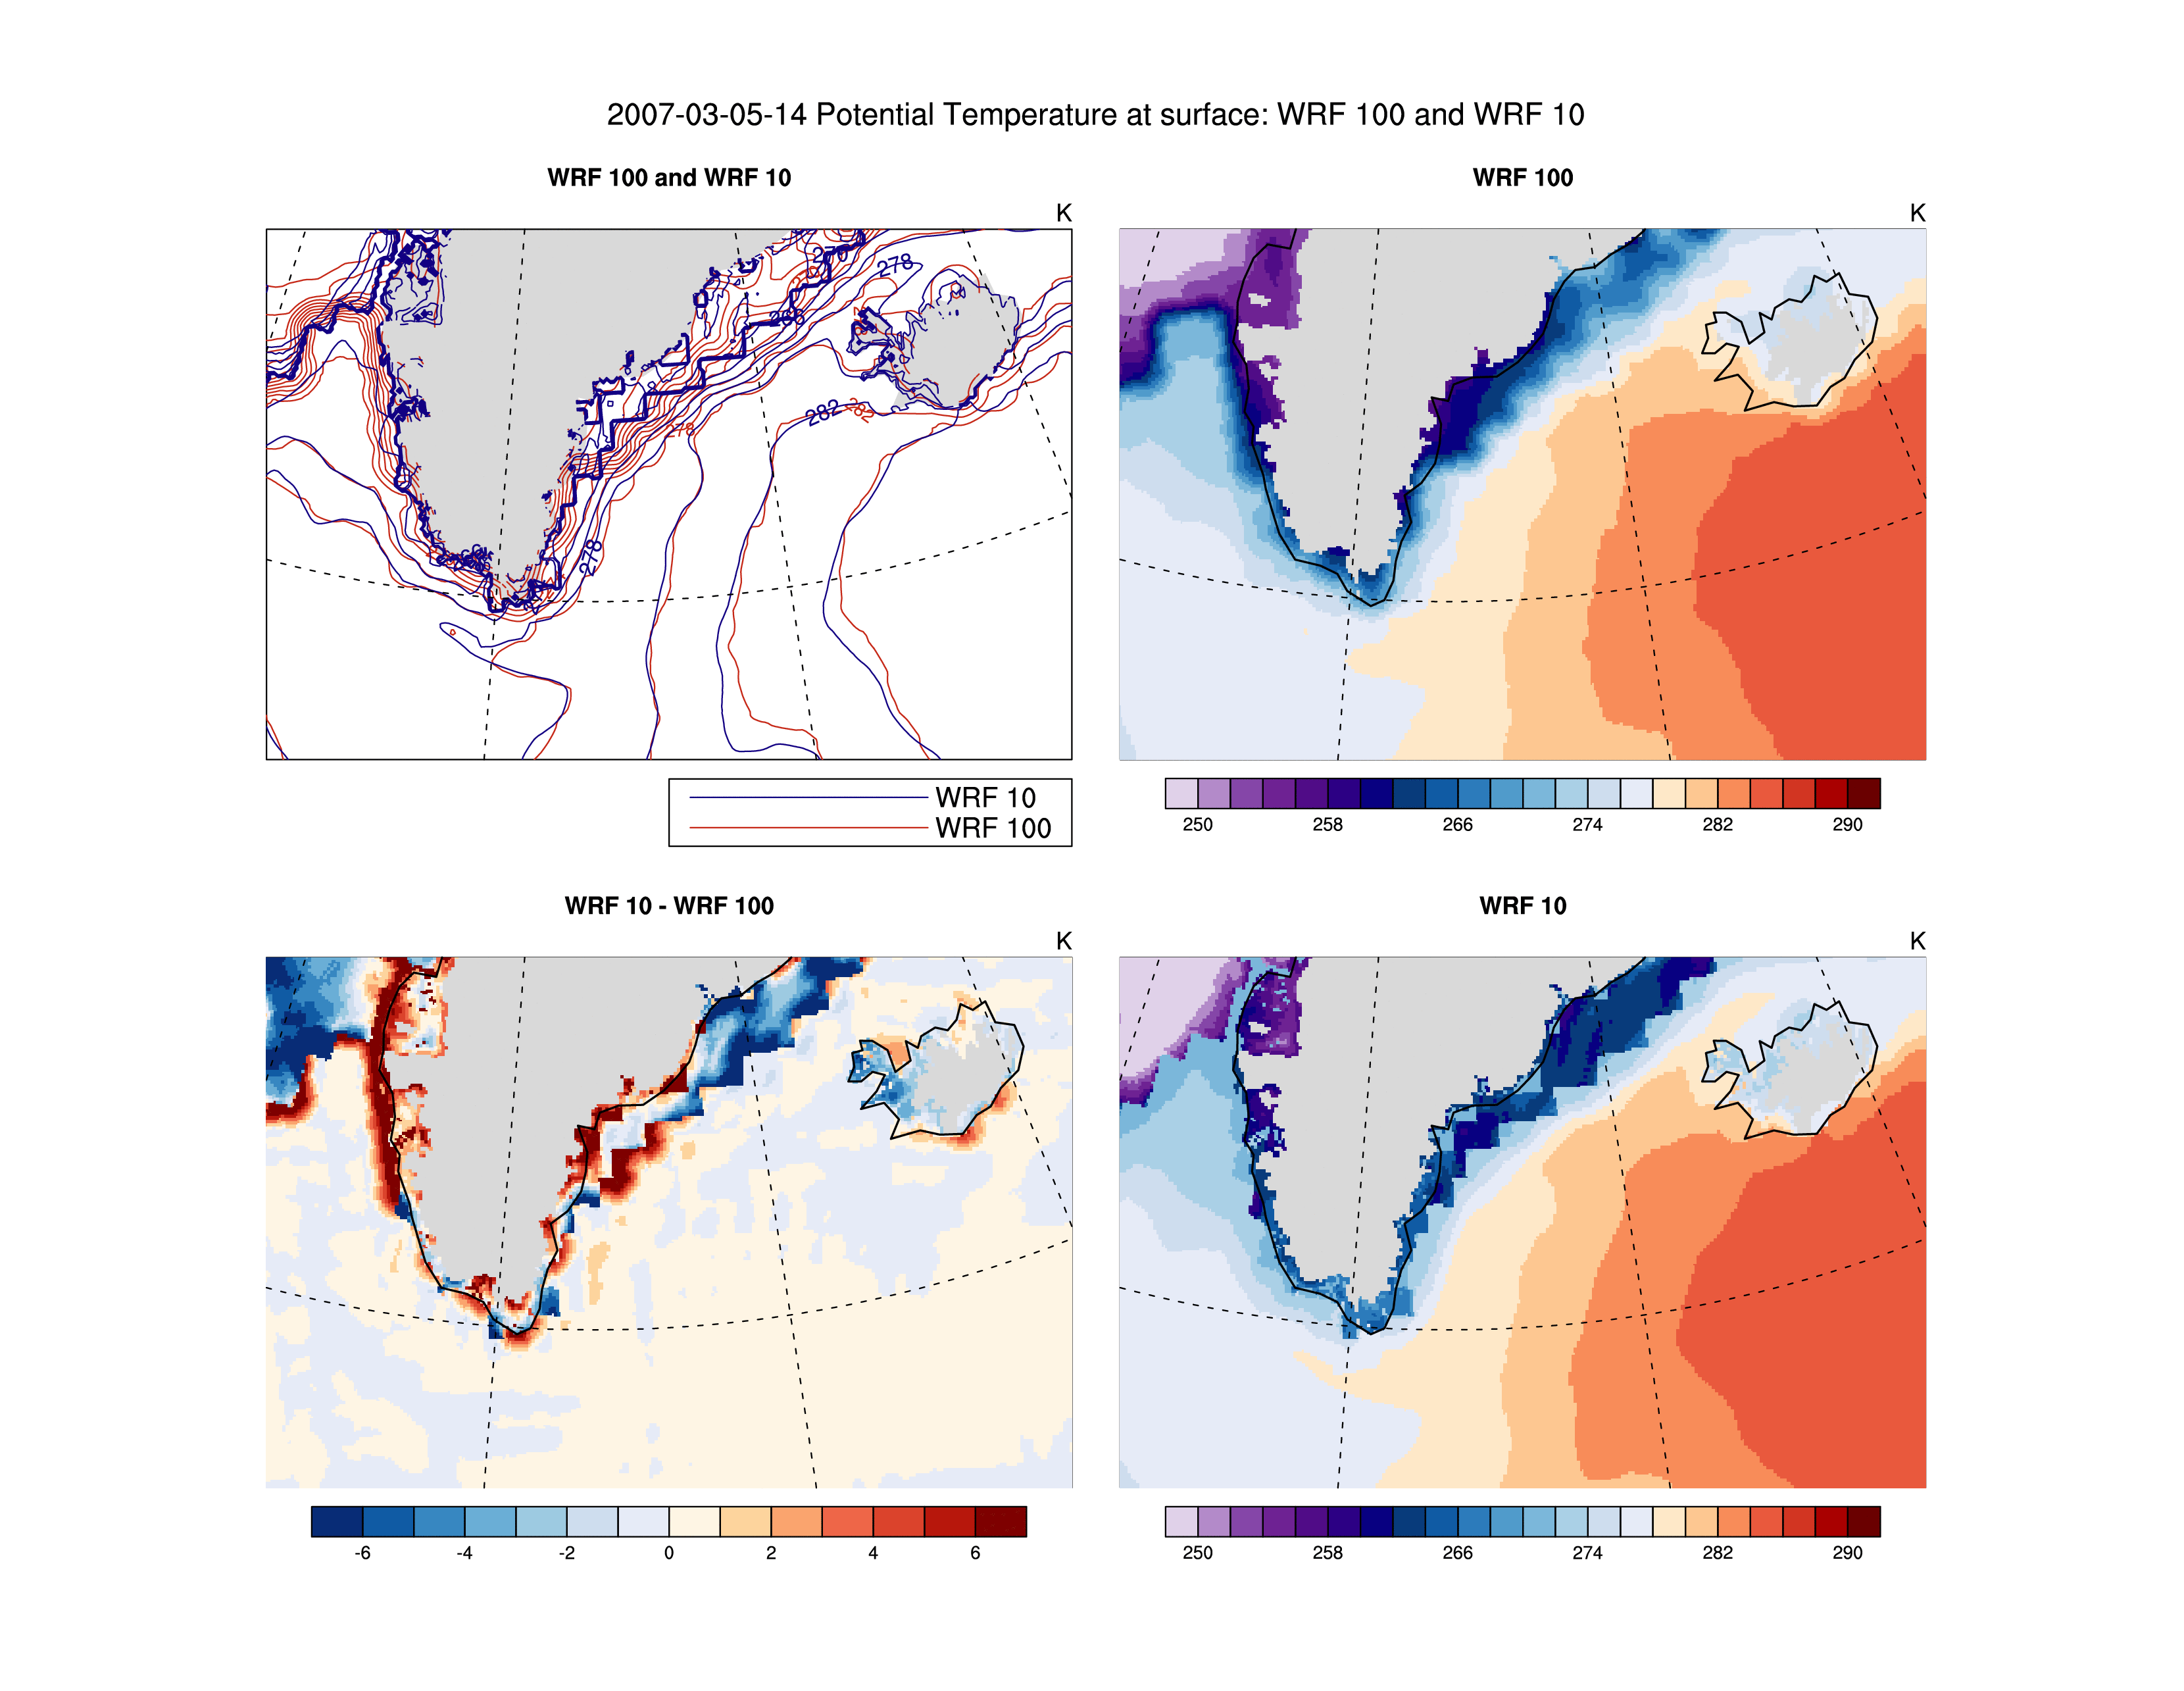 2007-03-05-14 Potential Temperature at surface: WRF 100 and WRF 10
WRF 100 and WRF 10
K
278
278
282
278
WRF 10
WRF 100
WRF 100
K
250 258 266 274 282 290
WRF 10 - WRF 100
K
-6 -4 -2 0 2 4 6
WRF 10
K
250 258 266 274 282 290